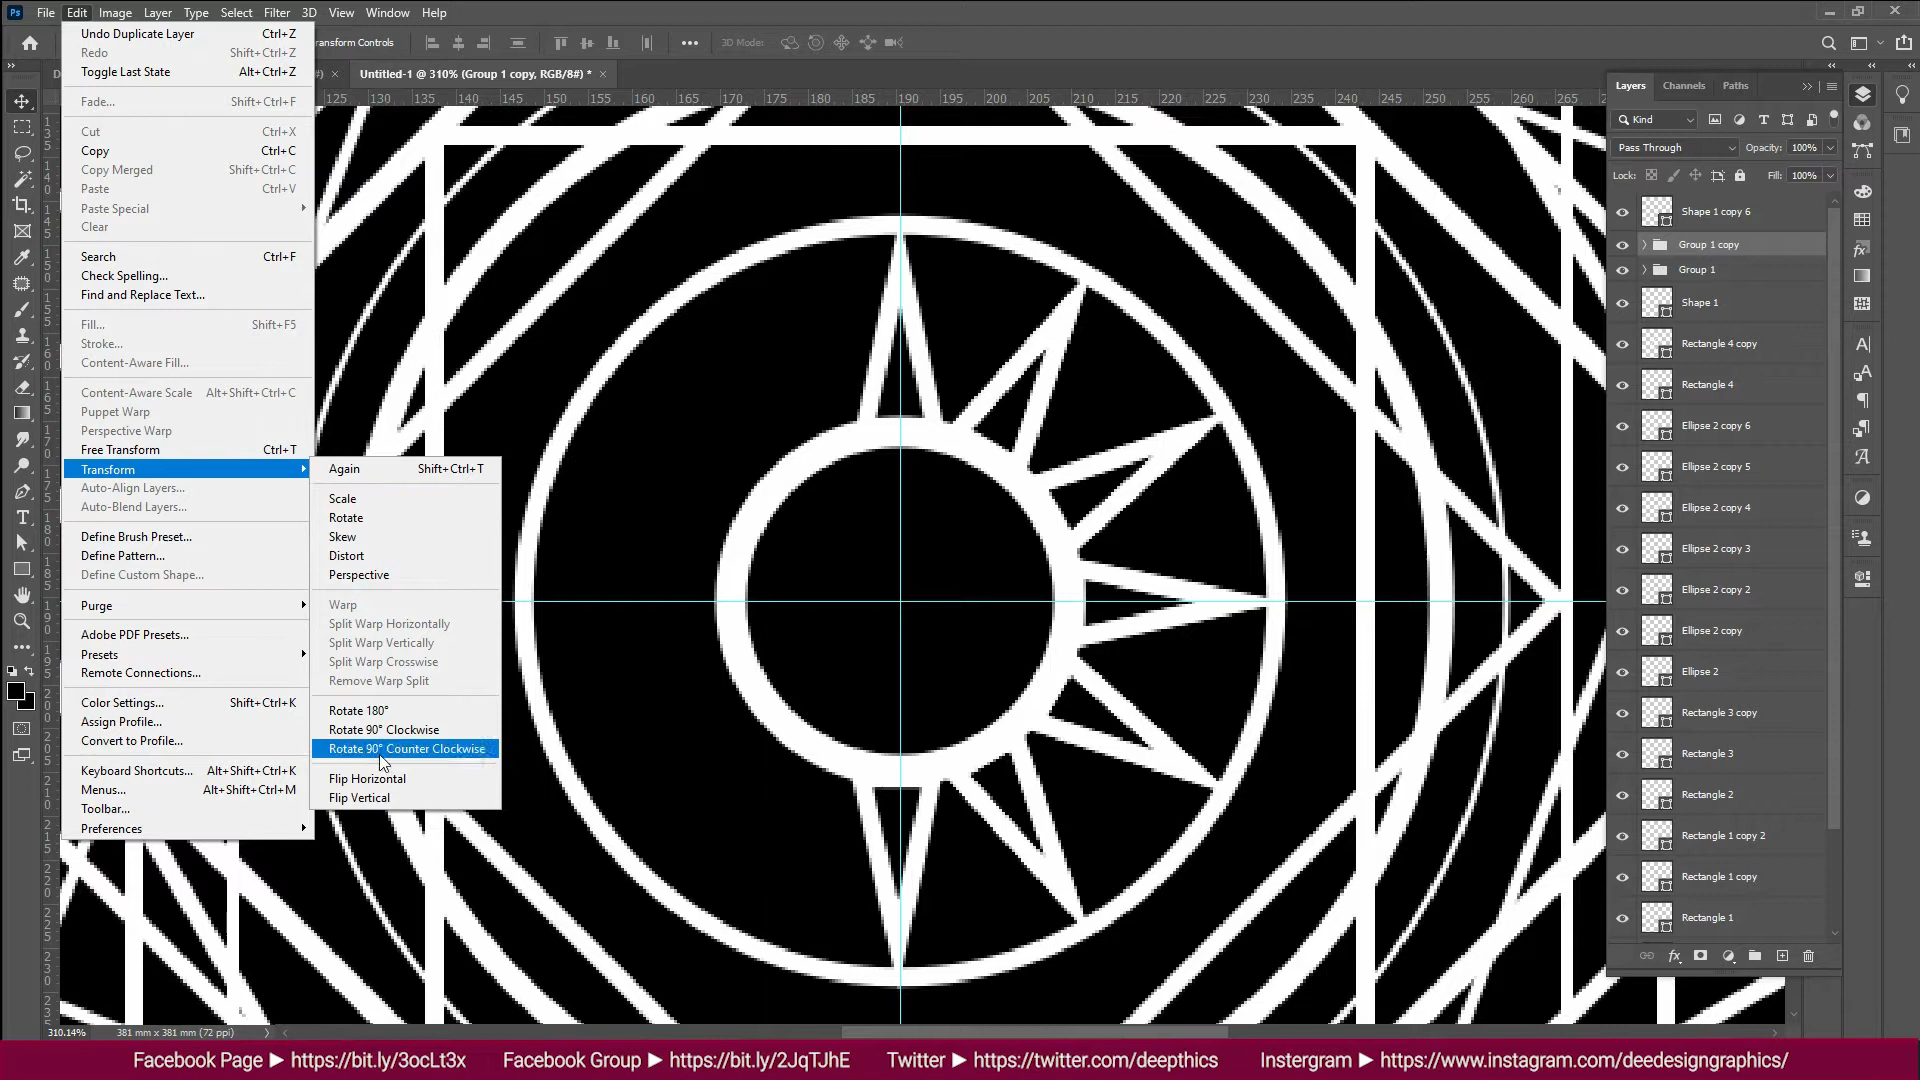 Ps File Edit Image Layer Type Select Filter 3D View Window Help
ransform Controls 3D Mode:
Untitled-1 @ 310% (Group 1 copy, RGB/8#) * ×
125 130 135 140 145 150 155 160 165 170 175 180 185 190 195 200 205 210 215 220 225 230 235 240 245 250 255 260 265
Undo Duplicate Layer Ctrl+Z
Redo Shift+Ctrl+Z
Toggle Last State Alt+Ctrl+Z
Fade... Shift+Ctrl+F
Cut Ctrl+X
Copy Ctrl+C
Copy Merged Shift+Ctrl+C
Paste Ctrl+V
Paste Special
Clear
Search Ctrl+F
Check Spelling...
Find and Replace Text...
Fill... Shift+F5
Stroke...
Content-Aware Fill...
Content-Aware Scale Alt+Shift+Ctrl+C
Puppet Warp
Perspective Warp
Free Transform Ctrl+T
Transform
Auto-Align Layers...
Auto-Blend Layers...
Define Brush Preset...
Define Pattern...
Define Custom Shape...
Purge
Adobe PDF Presets...
Presets
Remote Connections...
Color Settings... Shift+Ctrl+K
Assign Profile...
Convert to Profile...
Keyboard Shortcuts... Alt+Shift+Ctrl+K
Menus... Alt+Shift+Ctrl+M
Toolbar...
Preferences
Again Shift+Ctrl+T
Scale
Rotate
Skew
Distort
Perspective
Warp
Split Warp Horizontally
Split Warp Vertically
Split Warp Crosswise
Remove Warp Split
Rotate 180°
Rotate 90° Clockwise
Rotate 90° Counter Clockwise
Flip Horizontal
Flip Vertical
Layers Channels Paths
Kind
Pass Through Opacity: 100%
Lock: Fill: 100%
Shape 1 copy 6
Group 1 copy
Group 1
Shape 1
Rectangle 4 copy
Rectangle 4
Ellipse 2 copy 6
Ellipse 2 copy 5
Ellipse 2 copy 4
Ellipse 2 copy 3
Ellipse 2 copy 2
Ellipse 2 copy
Ellipse 2
Rectangle 3 copy
Rectangle 3
Rectangle 2
Rectangle 1 copy 2
Rectangle 1 copy
Rectangle 1
310.14% 381 mm x 381 mm (72 ppi)
Facebook Page ► https://bit.ly/3ocLt3x Facebook Group ► https://bit.ly/2JqTJhE Twitter ► https://twitter.com/deepthics Instergram ► https://www.instagram.com/deedesigngraphics/